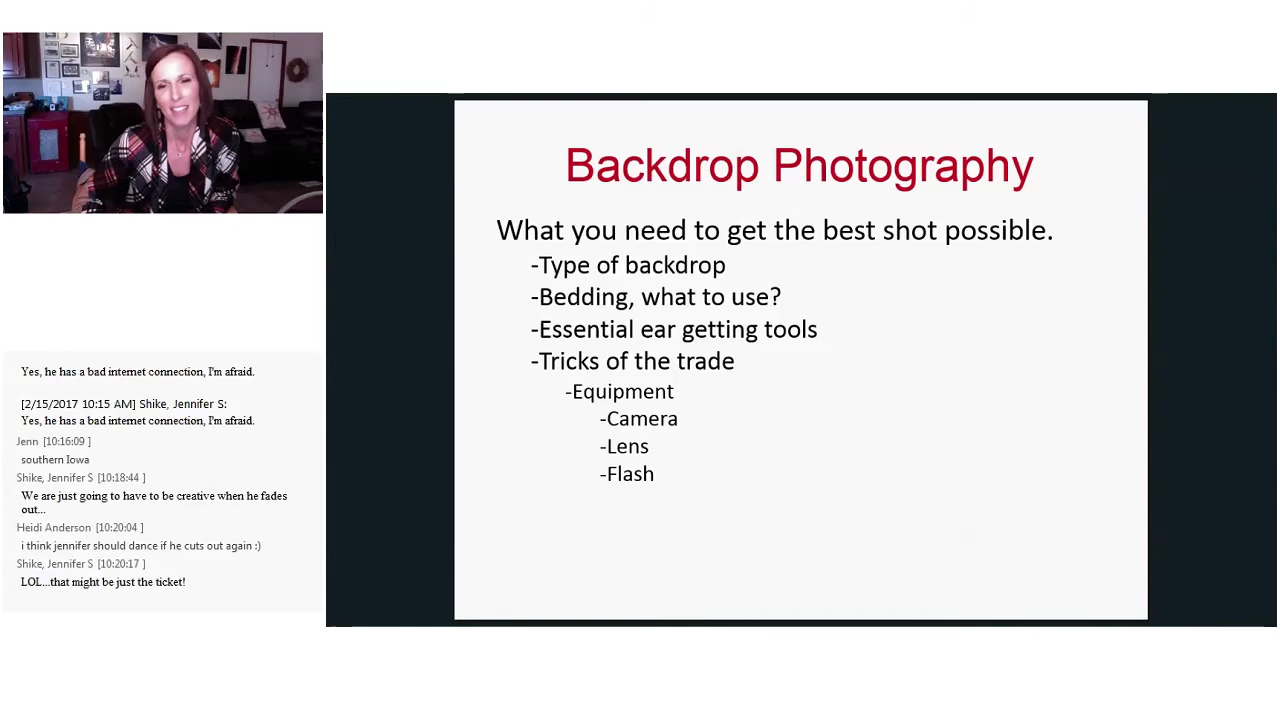 Backdrop Photography
What you need to get the best shot possible.
-Type of backdrop
-Bedding, what to use?
-Essential ear getting tools
-Tricks of the trade
-Equipment
-Camera
-Lens
-Flash
Yes, he has a bad internet connection, I'm afraid.
[2/15/2017 10:15 AM] Shike, Jennifer S:
Yes, he has a bad internet connection, I'm afraid.
Jenn [10:16:09 ]
southern Iowa
Shike, Jennifer S [10:18:44 ]
We are just going to have to be creative when he fades
out...
Heidi Anderson [10:20:04 ]
i think jennifer should dance if he cuts out again :)
Shike, Jennifer S [10:20:17 ]
LOL...that might be just the ticket!